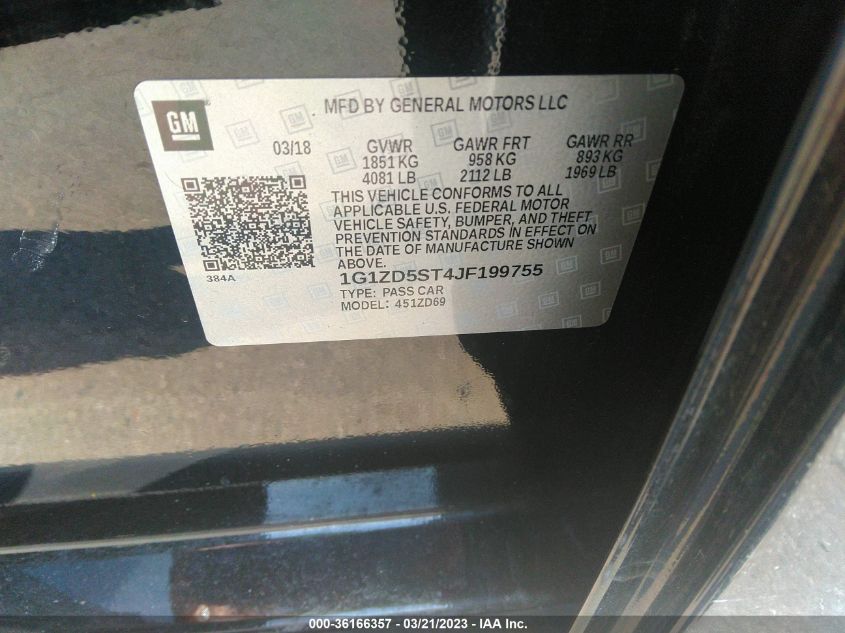 MFD BY GENERAL MOTORS LLC
GM
03/18 GVWR GAWR FRT GAWR RR
1851 KG 958 KG 893 KG
4081 LB 2112 LB 1969 LB
THIS VEHICLE CONFORMS TO ALL
APPLICABLE U.S. FEDERAL MOTOR
VEHICLE SAFETY, BUMPER, AND THEFT
PREVENTION STANDARDS IN EFFECT ON
THE DATE OF MANUFACTURE SHOWN
ABOVE.
384A
1G1ZD5ST4JF199755
TYPE: PASS CAR
MODEL: 451ZD69
000-36166357 - 03/21/2023 - IAA Inc.